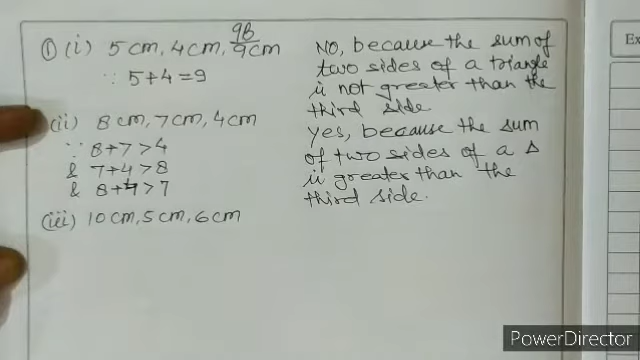 ① (i) 5 cm, 4 cm, 9cm
98
∵ 5+4=9
NO, because the sum of
two sides of a triangle
is not greater than the
third side
(ii) 8 cm, 7 cm, 4 cm
∵ 8+7>4
& 7+4>8
& 8+4>7
Yes, because the sum
of two sides of a Δ
is greater than the
third side.
(iii) 10 cm, 5 cm, 6 cm
Ex
PowerDirector